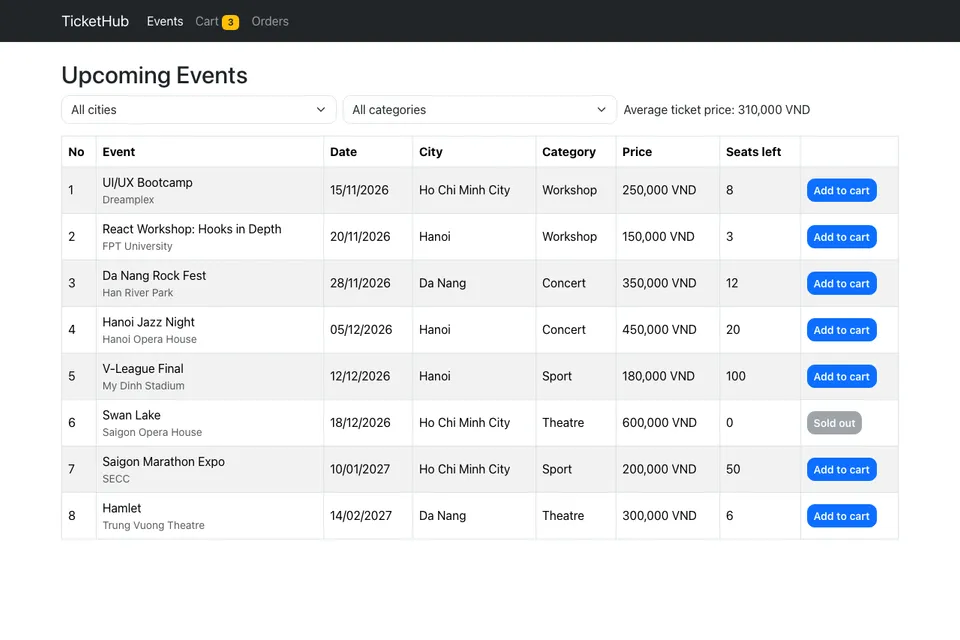 TicketHub Events Cart 3 Orders
Upcoming Events
All cities All categories Average ticket price: 310,000 VND
No Event Date City Category Price Seats left
1 UI/UX Bootcamp 15/11/2026 Ho Chi Minh City Workshop 250,000 VND 8 Add to cart
Dreamplex
2 React Workshop: Hooks in Depth 20/11/2026 Hanoi Workshop 150,000 VND 3 Add to cart
FPT University
3 Da Nang Rock Fest 28/11/2026 Da Nang Concert 350,000 VND 12 Add to cart
Han River Park
4 Hanoi Jazz Night 05/12/2026 Hanoi Concert 450,000 VND 20 Add to cart
Hanoi Opera House
5 V-League Final 12/12/2026 Hanoi Sport 180,000 VND 100 Add to cart
My Dinh Stadium
6 Swan Lake 18/12/2026 Ho Chi Minh City Theatre 600,000 VND 0 Sold out
Saigon Opera House
7 Saigon Marathon Expo 10/01/2027 Ho Chi Minh City Sport 200,000 VND 50 Add to cart
SECC
8 Hamlet 14/02/2027 Da Nang Theatre 300,000 VND 6 Add to cart
Trung Vuong Theatre